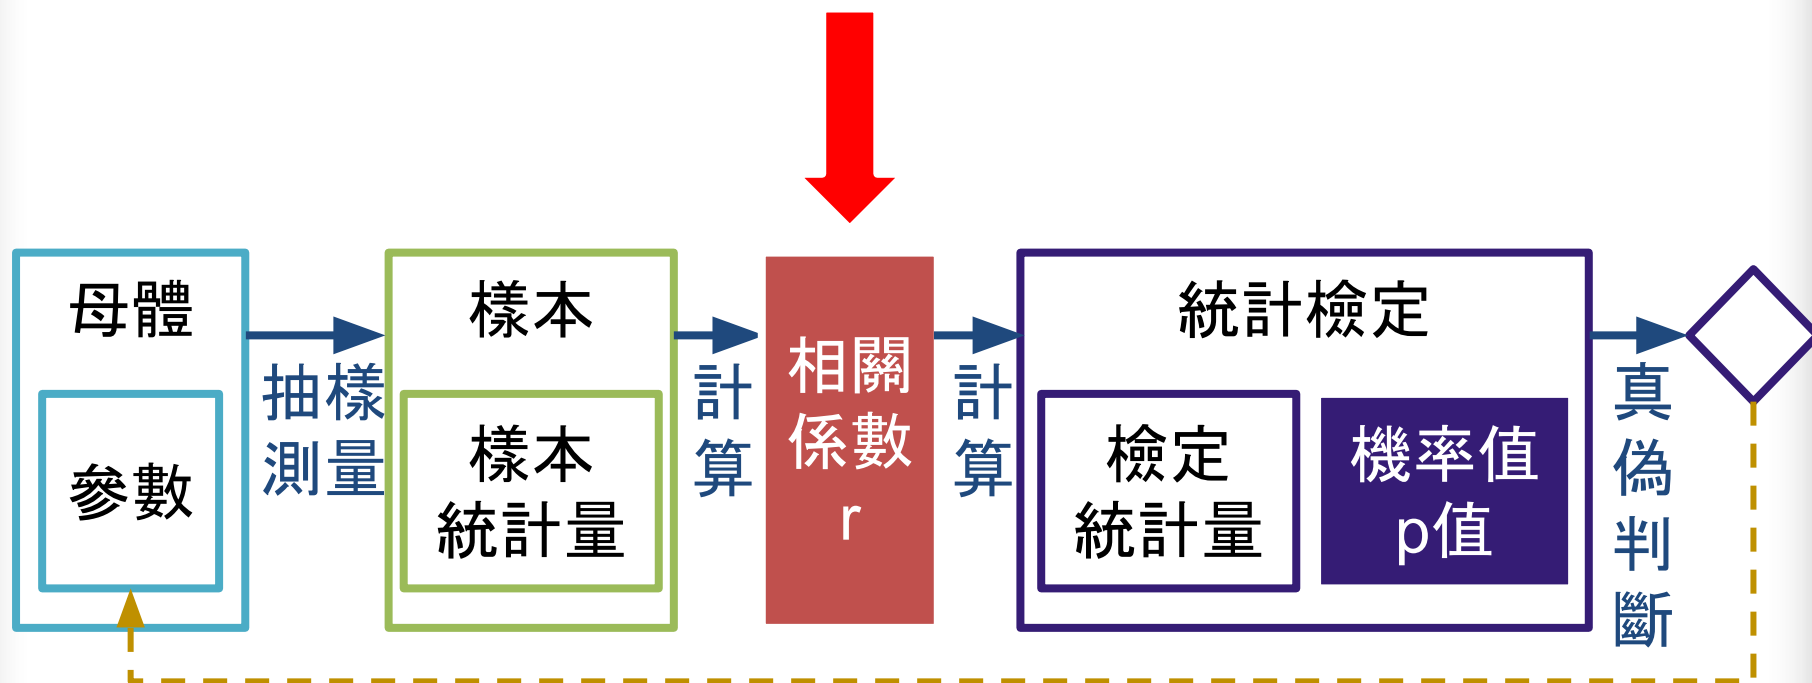 母體
參數
抽樣
測量
樣本
樣本
統計量
計
算
相關
係數
r
計
算
統計檢定
檢定
統計量
機率值
p值
真
偽
判
斷